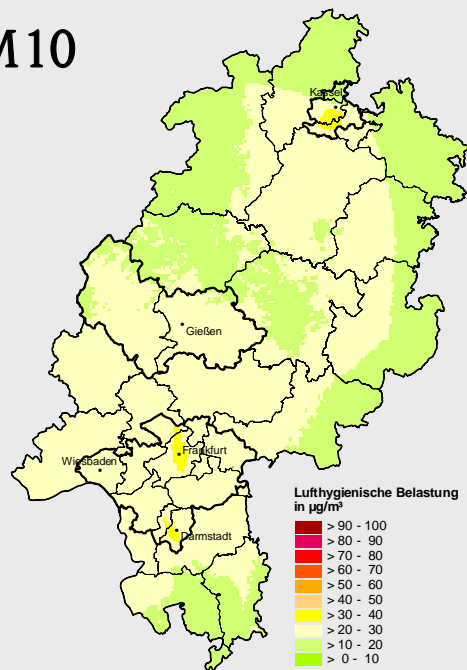 M10
Kassel
Gießen
Frankfurt
Wiesbaden
Darmstadt
Lufthygienische Belastung
in µg/m³
> 90 - 100
> 80 - 90
> 70 - 80
> 60 - 70
> 50 - 60
> 40 - 50
> 30 - 40
> 20 - 30
> 10 - 20
> 0 - 10